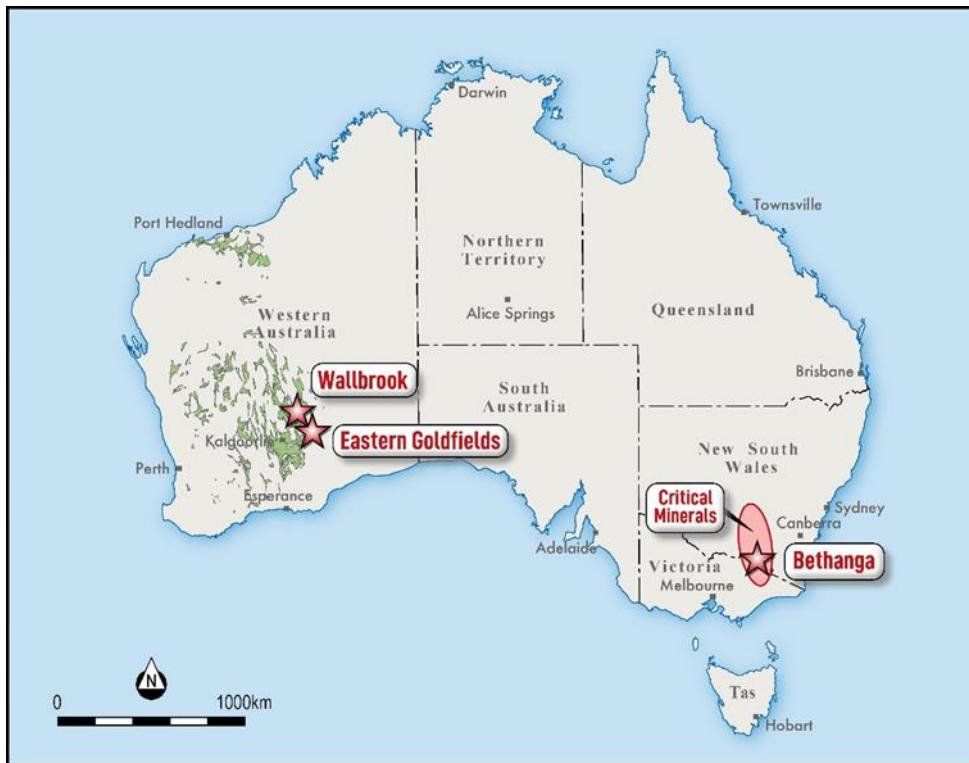 Darwin
Port Hedland
Townsville
Northern
Territory
Alice Springs
Western
Australia
Queensland
Brisbane
Wallbrook
South
Australia
Eastern Goldfields
Kalgoorlie
Perth
Esperance
New South
Wales
Critical
Minerals
Sydney
Canberra
Adelaide
Bethanga
Victoria
Melbourne
N
0 1000km
Tas
Hobart